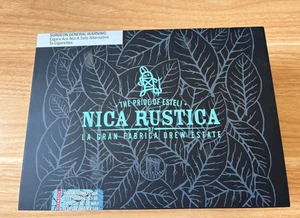 SURGEON GENERAL WARNING:
Cigars Are Not A Safe Alternative
To Cigarettes.
• THE PRIDE OF ESTELI •
NICA RUSTICA
BY
LA GRAN FABRICA DREW ESTATE